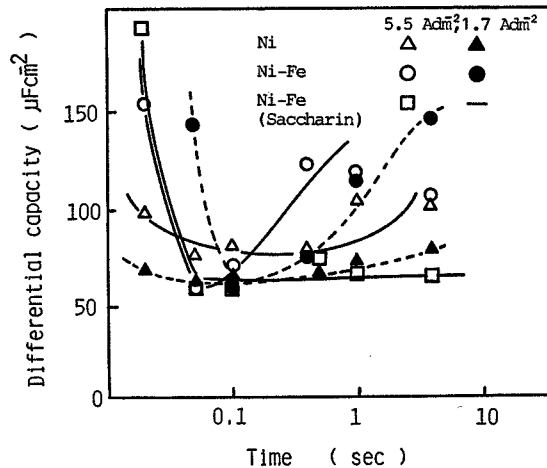 5.5 Adm⁻², 1.7 Adm⁻²
Ni △ ▲
Ni-Fe ○ ●
Ni-Fe □ —
(Saccharin)
Differential capacity ( µFcm⁻² )
150
100
50
0
0.1 1 10
Time ( sec )